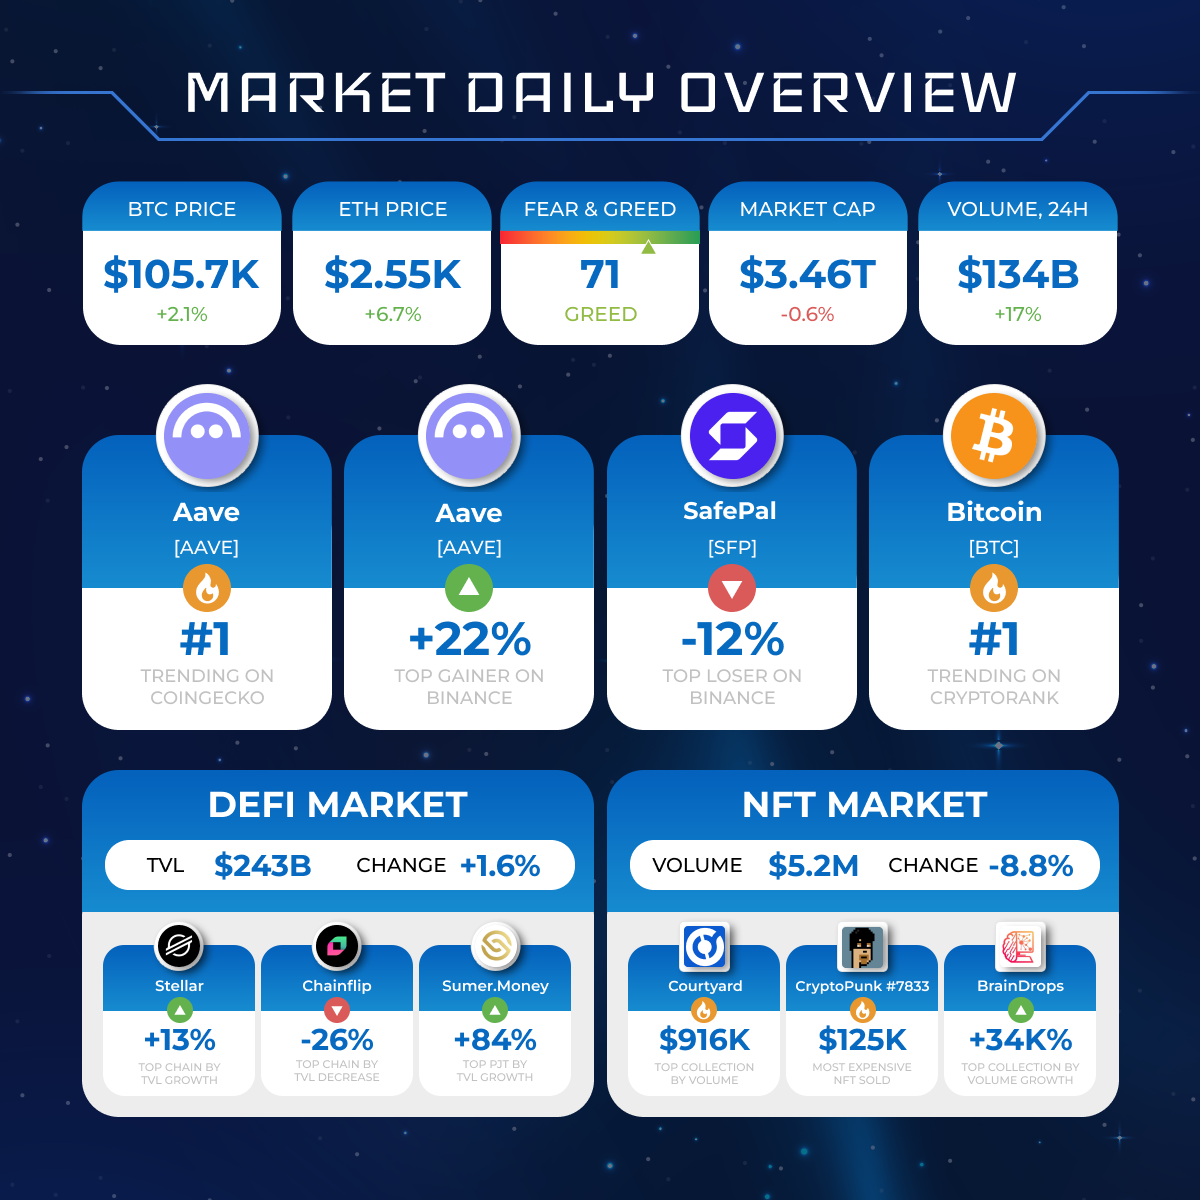 MARKET DAILY OVERVIEW
BTC PRICE
$105.7K
+2.1%
ETH PRICE
$2.55K
+6.7%
FEAR & GREED
71
GREED
MARKET CAP
$3.46T
-0.6%
VOLUME, 24H
$134B
+17%
Aave
[AAVE]
#1
TRENDING ON
COINGECKO
Aave
[AAVE]
+22%
TOP GAINER ON
BINANCE
SafePal
[SFP]
-12%
TOP LOSER ON
BINANCE
Bitcoin
[BTC]
#1
TRENDING ON
CRYPTORANK
DEFI MARKET
TVL $243B CHANGE +1.6%
Stellar
+13%
TOP CHAIN BY
TVL GROWTH
Chainflip
-26%
TOP CHAIN BY
TVL DECREASE
Sumer.Money
+84%
TOP PJT BY
TVL GROWTH
NFT MARKET
VOLUME $5.2M CHANGE -8.8%
Courtyard
$916K
TOP COLLECTION
BY VOLUME
CryptoPunk #7833
$125K
MOST EXPENSIVE
NFT SOLD
BrainDrops
+34K%
TOP COLLECTION BY
VOLUME GROWTH